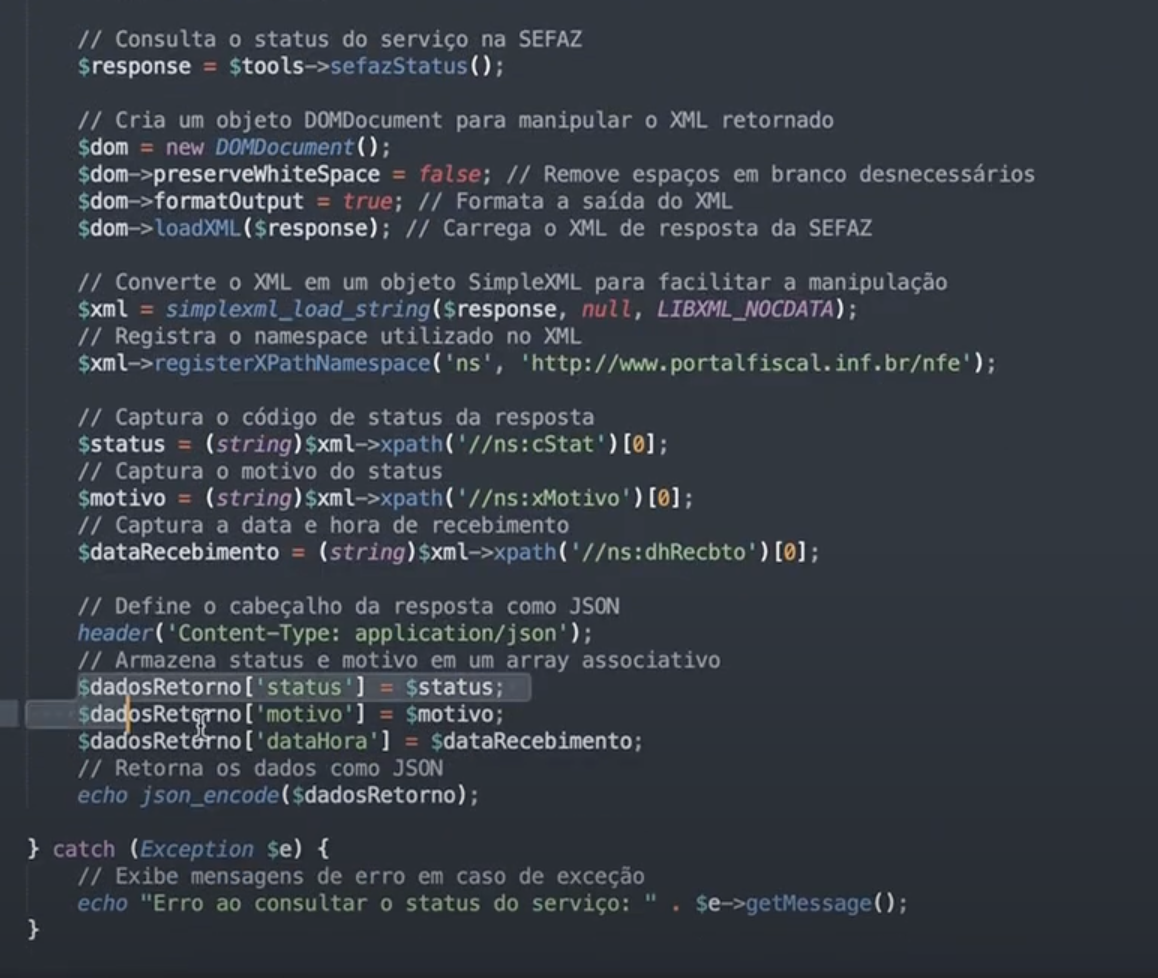 // Consulta o status do serviço na SEFAZ
$response = $tools->sefazStatus();
// Cria um objeto DOMDocument para manipular o XML retornado
$dom = new DOMDocument();
$dom->preserveWhiteSpace = false; // Remove espaços em branco desnecessários
$dom->formatOutput = true; // Formata a saída do XML
$dom->loadXML($response); // Carrega o XML de resposta da SEFAZ
// Converte o XML em um objeto SimpleXML para facilitar a manipulação
$xml = simplexml_load_string($response, null, LIBXML_NOCDATA);
// Registra o namespace utilizado no XML
$xml->registerXPathNamespace('ns', 'http://www.portalfiscal.inf.br/nfe');
// Captura o código de status da resposta
$status = (string)$xml->xpath('//ns:cStat')[0];
// Captura o motivo do status
$motivo = (string)$xml->xpath('//ns:xMotivo')[0];
// Captura a data e hora de recebimento
$dataRecebimento = (string)$xml->xpath('//ns:dhRecbto')[0];
// Define o cabeçalho da resposta como JSON
header('Content-Type: application/json');
// Armazena status e motivo em um array associativo
$dadosRetorno['status'] = $status;
$dadosRetorno['motivo'] = $motivo;
$dadosRetorno['dataHora'] = $dataRecebimento;
// Retorna os dados como JSON
echo json_encode($dadosRetorno);
} catch (Exception $e) {
// Exibe mensagens de erro em caso de exceção
echo "Erro ao consultar o status do serviço: " . $e->getMessage();
}